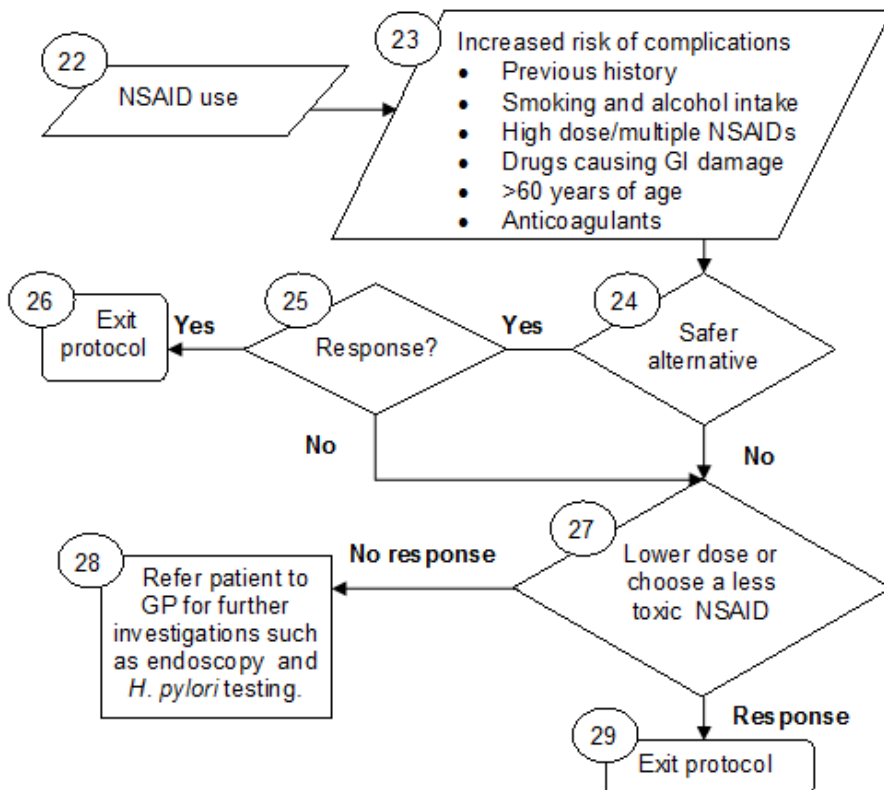 22
NSAID use
23
Increased risk of complications
• Previous history
• Smoking and alcohol intake
• High dose/multiple NSAIDs
• Drugs causing GI damage
• >60 years of age
• Anticoagulants
24
Safer
alternative
Yes
No
25
Response?
Yes
No
26
Exit
protocol
27
Lower dose or
choose a less
toxic NSAID
No response
Response
28
Refer patient to
GP for further
investigations such
as endoscopy and
H. pylori testing.
29
Exit protocol